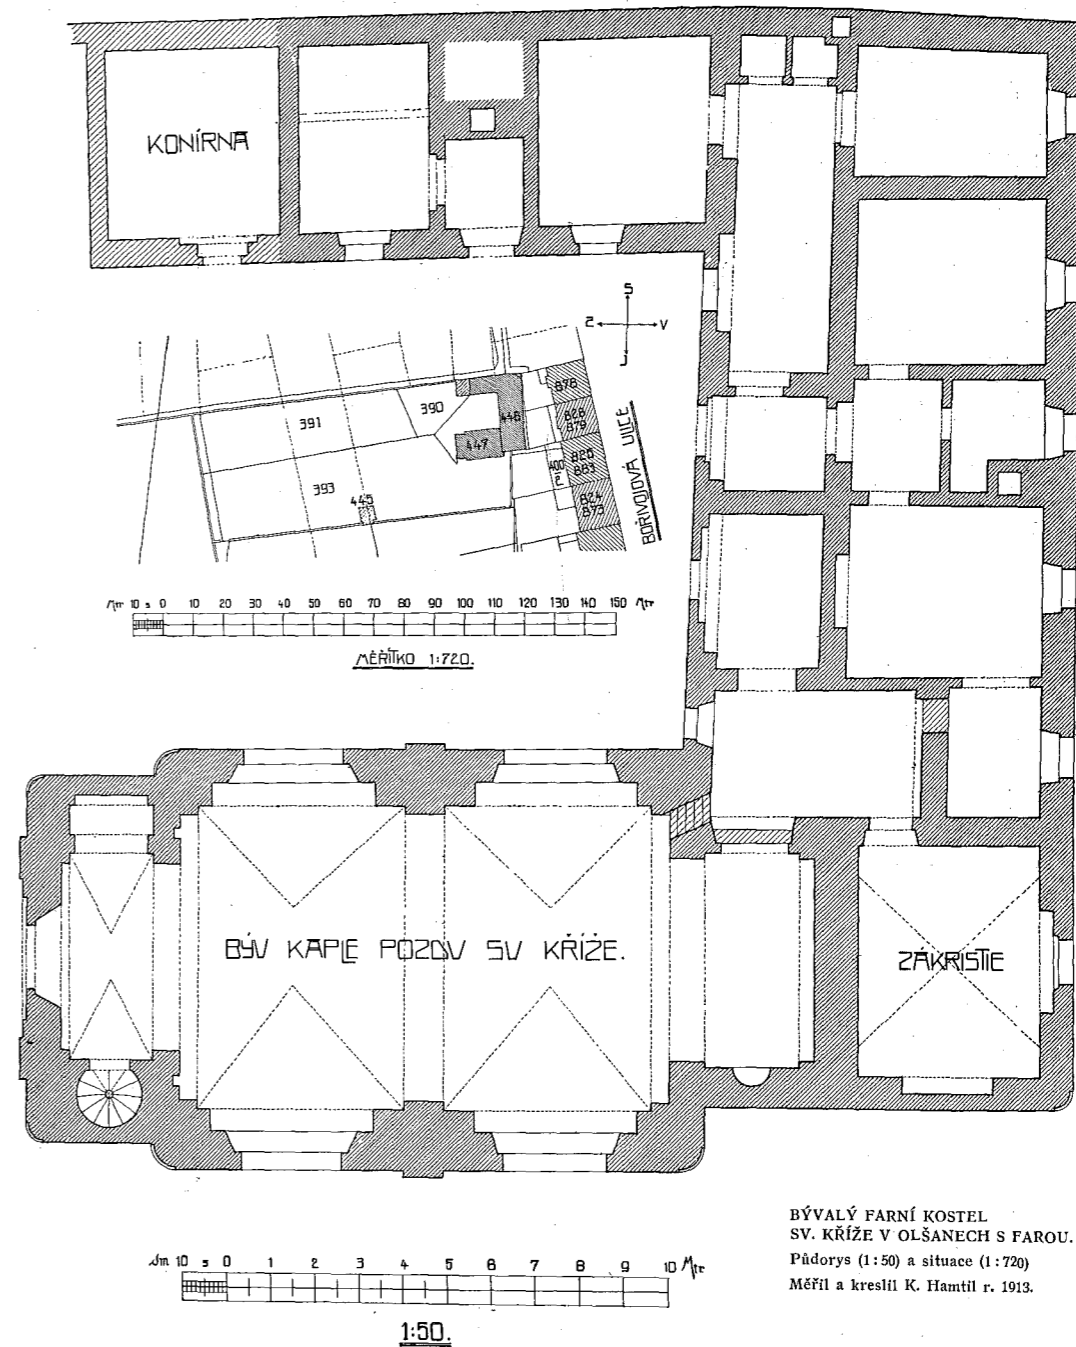 KONÍRNA
S
Z V
J
391
390
446
447
393
445
400
2
878
828
879
825
883
824
873
BOŘIVOJOVÁ ULICE
Mtr 10 5 0 10 20 30 40 50 60 70 80 90 100 110 120 130 140 150 Mtr
MĚŘÍTKO 1:720.
BÝV KAPLE POZDV SV KŘÍŽE.
ZÁKRISTIE
dm 10 5 0 1 2 3 4 5 6 7 8 9 10 Mtr
1:50.
BÝVALÝ FARNÍ KOSTEL
SV. KŘÍŽE V OLŠANECH S FAROU.
Půdorys (1:50) a situace (1:720)
Měřil a kreslil K. Hamtil r. 1913.